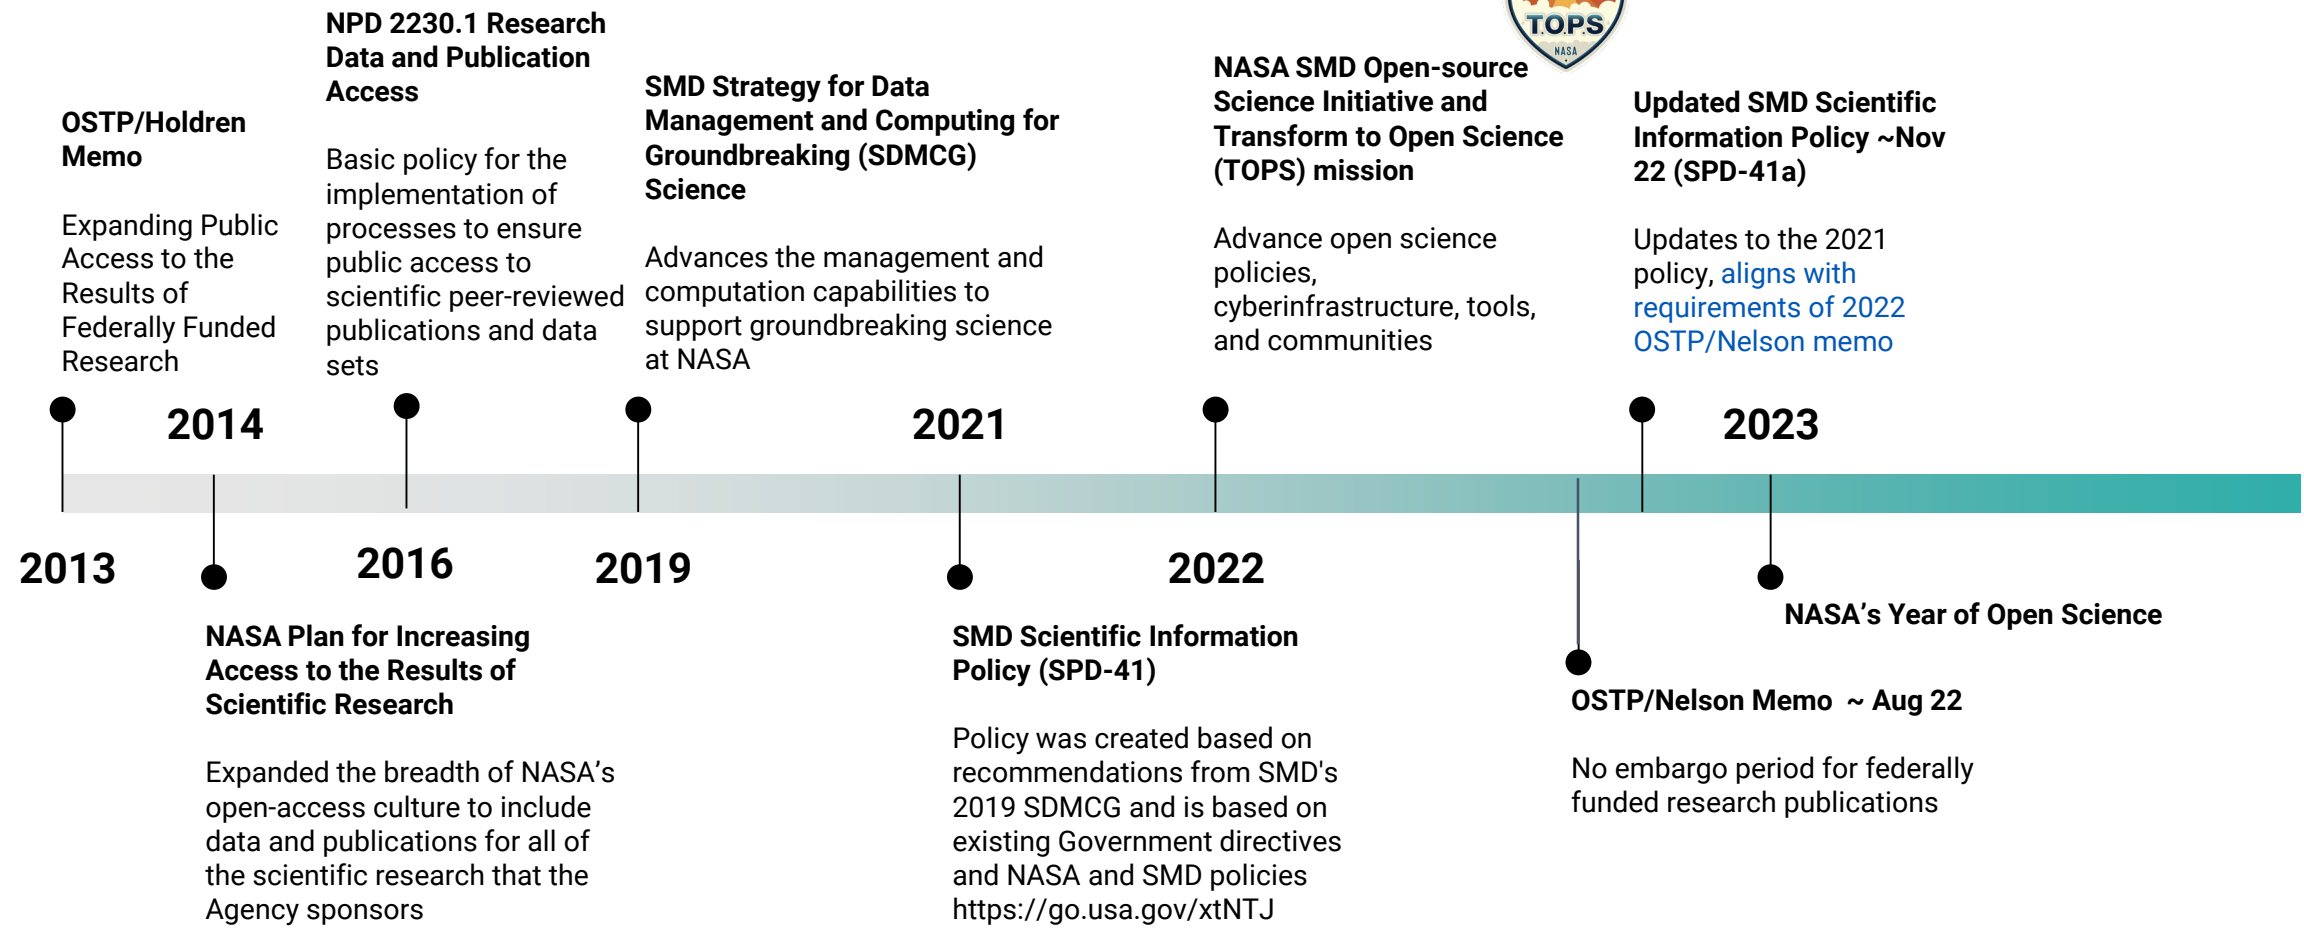 OSTP/Holdren
Memo
Expanding Public
Access to the
Results of
Federally Funded
Research
NPD 2230.1 Research
Data and Publication
Access
Basic policy for the
implementation of
processes to ensure
public access to
scientific peer-reviewed
publications and data
sets
SMD Strategy for Data
Management and Computing for
Groundbreaking (SDMCG)
Science
Advances the management and
computation capabilities to
support groundbreaking science
at NASA
T.O.P.S
NASA
NASA SMD Open-source
Science Initiative and
Transform to Open Science
(TOPS) mission
Advance open science
policies,
cyberinfrastructure, tools,
and communities
Updated SMD Scientific
Information Policy ~Nov
22 (SPD-41a)
Updates to the 2021
policy, aligns with
requirements of 2022
OSTP/Nelson memo
2014
2021
2023
2013
2016
2019
2022
NASA Plan for Increasing
Access to the Results of
Scientific Research
Expanded the breadth of NASA’s
open-access culture to include
data and publications for all of
the scientific research that the
Agency sponsors
SMD Scientific Information
Policy (SPD-41)
Policy was created based on
recommendations from SMD's
2019 SDMCG and is based on
existing Government directives
and NASA and SMD policies
https://go.usa.gov/xtNTJ
NASA’s Year of Open Science
OSTP/Nelson Memo ~ Aug 22
No embargo period for federally
funded research publications